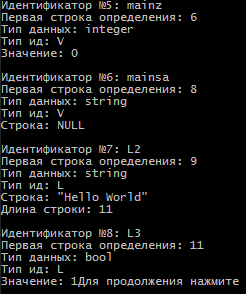 Идентификатор №5: mainz
Первая строка определения: 6
Тип данных: integer
Тип ид: V
Значение: 0
Идентификатор №6: mainsa
Первая строка определения: 8
Тип данных: string
Тип ид: V
Строка: NULL
Идентификатор №7: L2
Первая строка определения: 9
Тип данных: string
Тип ид: L
Строка: "Hello World"
Длина строки: 11
Идентификатор №8: L3
Первая строка определения: 11
Тип данных: bool
Тип ид: L
Значение: 1Для продолжения нажмите